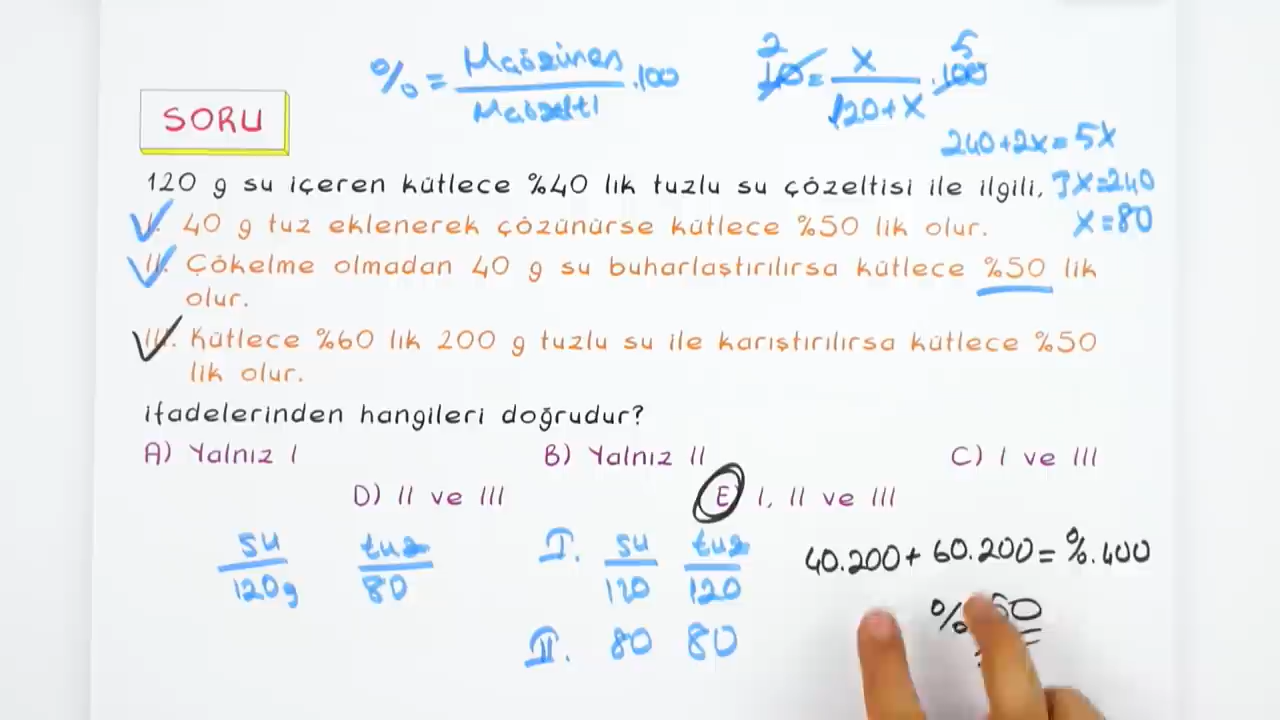 % = Mçözünen / Mçözelti .100
2
10 = x / 120+x . 100
5
240+2x=5x
SORU
120 g su içeren kütlece %40 lık tuzlu su çözeltisi ile ilgili,
3x=240
x=80
I. 40 g tuz eklenerek çözünürse kütlece %50 lik olur.
II. Çökelme olmadan 40 g su buharlaştırılırsa kütlece %50 lik
olur.
III. Kütlece %60 lık 200 g tuzlu su ile karıştırılırsa kütlece %50
lik olur.
ifadelerinden hangileri doğrudur?
A) Yalnız I
B) Yalnız II
C) I ve III
D) II ve III
E) I, II ve III
su tuz
120g 80
I. su tuz
120 120
II. 80 80
40.200+60.200=%.400